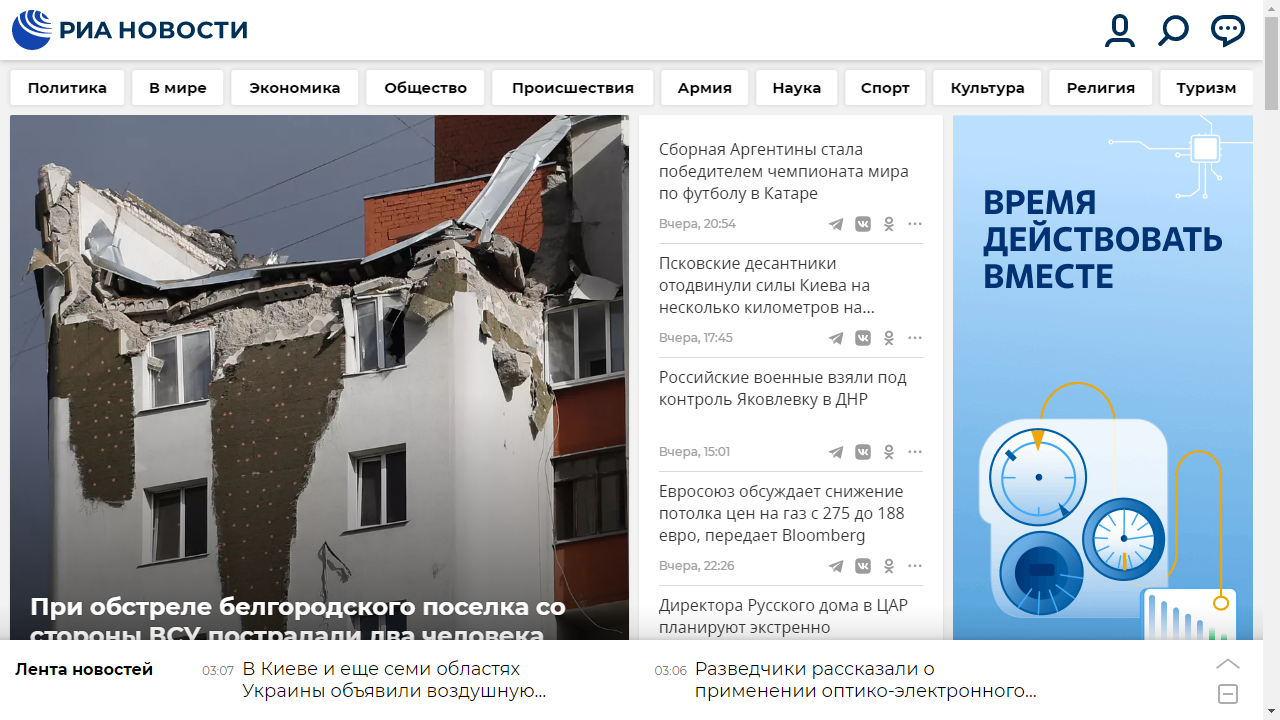 РИА НОВОСТИ
Политика
В мире
Экономика
Общество
Происшествия
Армия
Наука
Спорт
Культура
Религия
Туризм
При обстреле белгородского поселка со
стороны ВСУ пострадали два человека
Сборная Аргентины стала
победителем чемпионата мира
по футболу в Катаре
Вчера, 20:54
Псковские десантники
отодвинули силы Киева на
несколько километров на...
Вчера, 17:45
Российские военные взяли под
контроль Яковлевку в ДНР
Вчера, 15:01
Евросоюз обсуждает снижение
потолка цен на газ с 275 до 188
евро, передает Bloomberg
Вчера, 22:26
Директора Русского дома в ЦАР
планируют экстренно
ВРЕМЯ
ДЕЙСТВОВАТЬ
ВМЕСТЕ
Лента новостей
03:07 В Киеве и еще семи областях
Украины объявили воздушную...
03:06 Разведчики рассказали о
применении оптико-электронного...